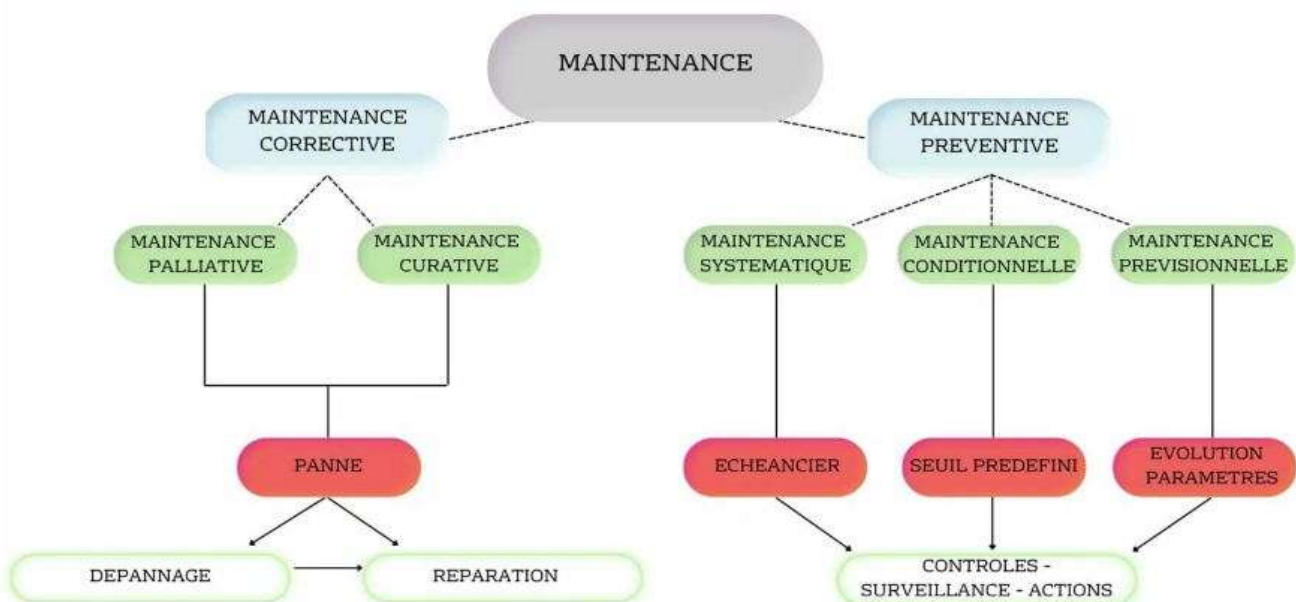 MAINTENANCE
MAINTENANCE
CORRECTIVE
MAINTENANCE
PREVENTIVE
MAINTENANCE
PALLIATIVE
MAINTENANCE
CURATIVE
MAINTENANCE
SYSTEMATIQUE
MAINTENANCE
CONDITIONNELLE
MAINTENANCE
PREVISIONNELLE
PANNE
ECHEANCIER
SEUIL PREDEFINI
EVOLUTION
PARAMETRES
DEPANNAGE
REPARATION
CONTROLES -
SURVEILLANCE - ACTIONS